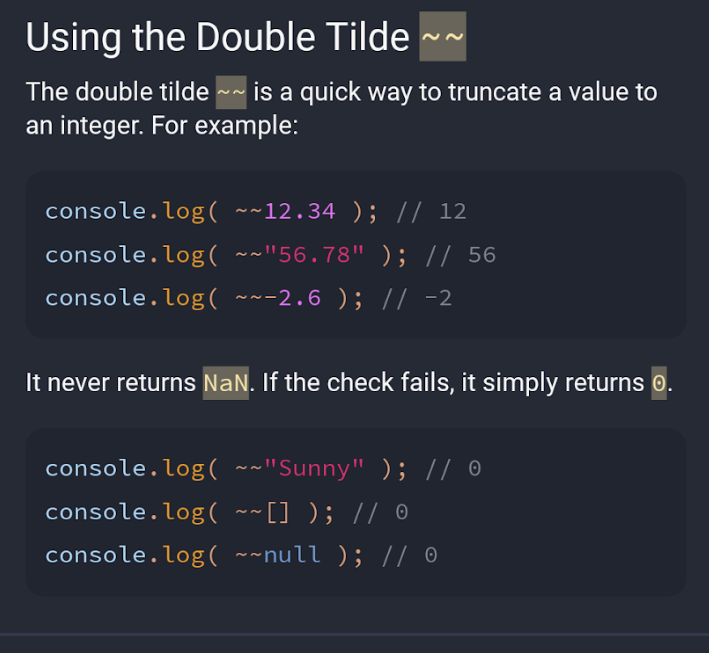 Using the Double Tilde ~~
The double tilde ~~ is a quick way to truncate a value to
an integer. For example:
console.log( ~~12.34 ); // 12
console.log( ~~"56.78" ); // 56
console.log( ~~-2.6 ); // -2
It never returns NaN. If the check fails, it simply returns 0.
console.log( ~~"Sunny" ); // 0
console.log( ~~[] ); // 0
console.log( ~~null ); // 0